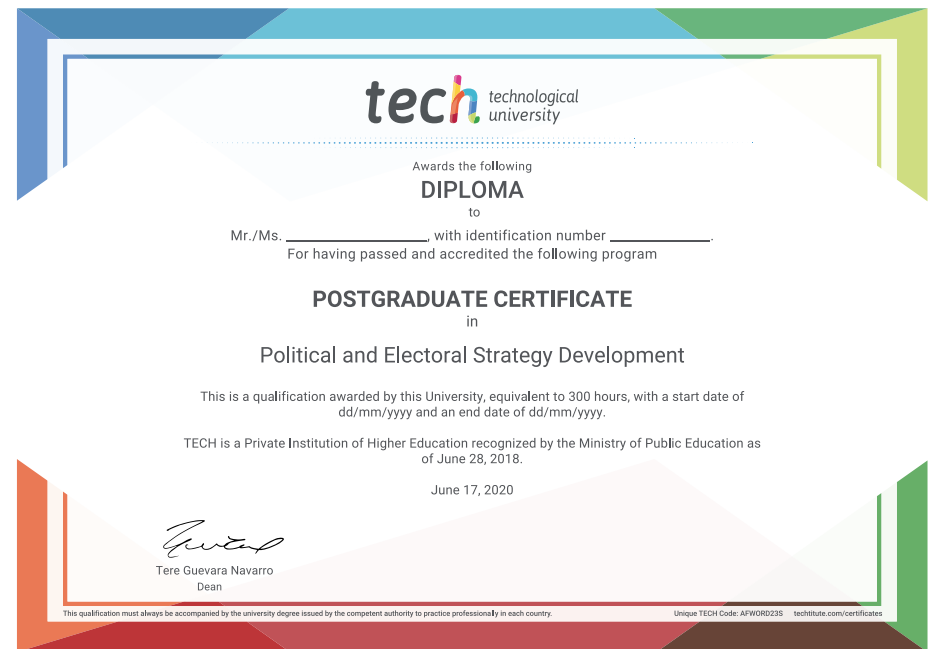 tech technological
university
Awards the following
DIPLOMA
to
Mr./Ms. _________________, with identification number ____________.
For having passed and accredited the following program
POSTGRADUATE CERTIFICATE
in
Political and Electoral Strategy Development
This is a qualification awarded by this University, equivalent to 300 hours, with a start date of
dd/mm/yyyy and an end date of dd/mm/yyyy.
TECH is a Private Institution of Higher Education recognized by the Ministry of Public Education as
of June 28, 2018.
June 17, 2020
Tere Guevara Navarro
Dean
This qualification must always be accompanied by the university degree issued by the competent authority to practice professionally in each country. Unique TECH Code: AFWORD23S techtitute.com/certificates